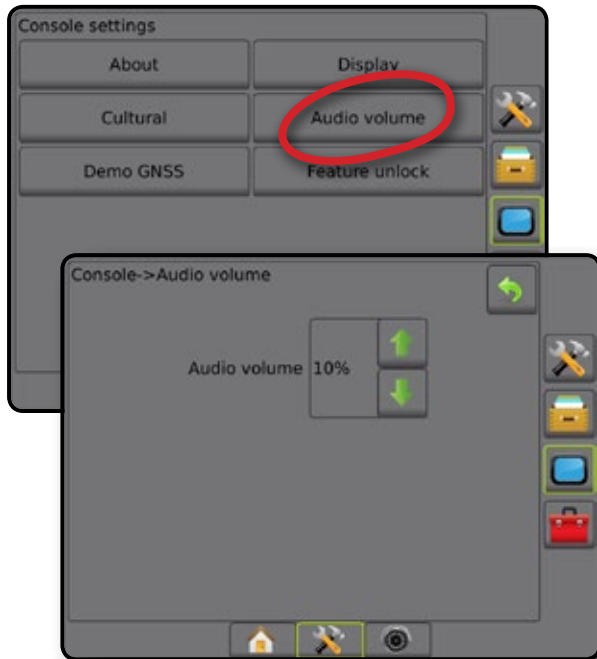 Console settings
About
Display
Cultural
Audio volume
Demo GNSS
Feature unlock
Console->Audio volume
Audio volume 10%